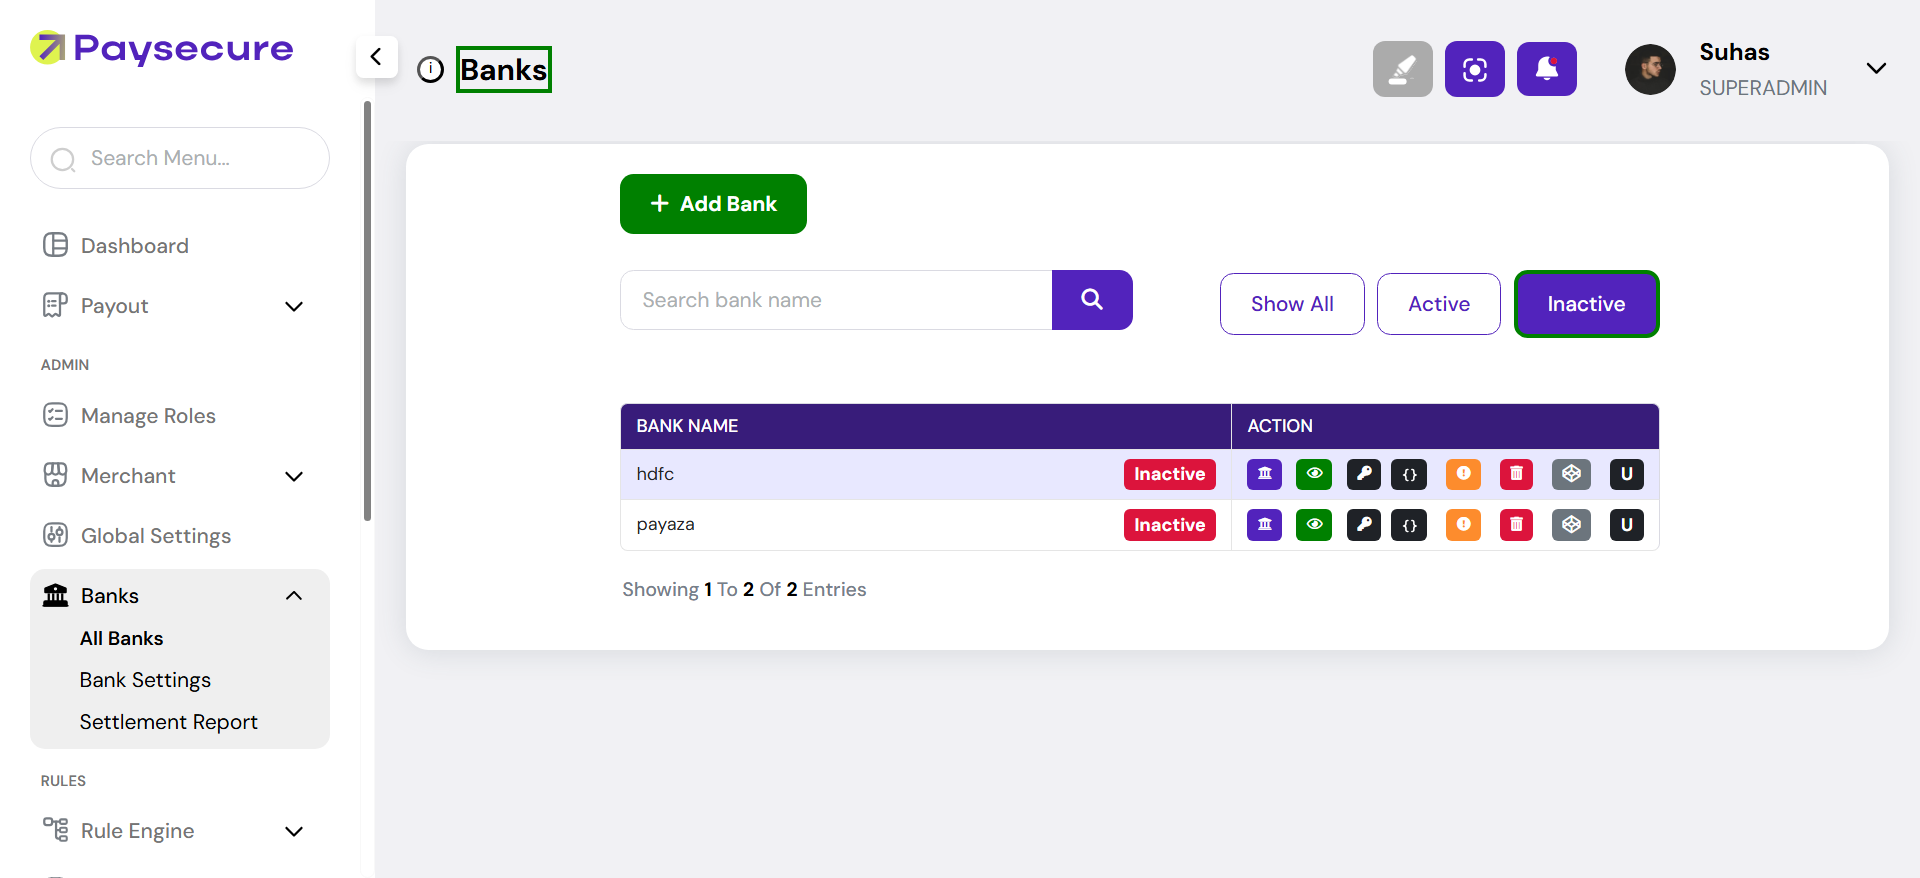 Paysecure
Search Menu...
Dashboard
Payout
ADMIN
Manage Roles
Merchant
Global Settings
Banks
All Banks
Bank Settings
Settlement Report
RULES
Rule Engine
Banks
Suhas
SUPERADMIN
+ Add Bank
Search bank name
Show All
Active
Inactive
BANK NAME ACTION
hdfc Inactive {} U
payaza Inactive {} U
Showing 1 To 2 Of 2 Entries